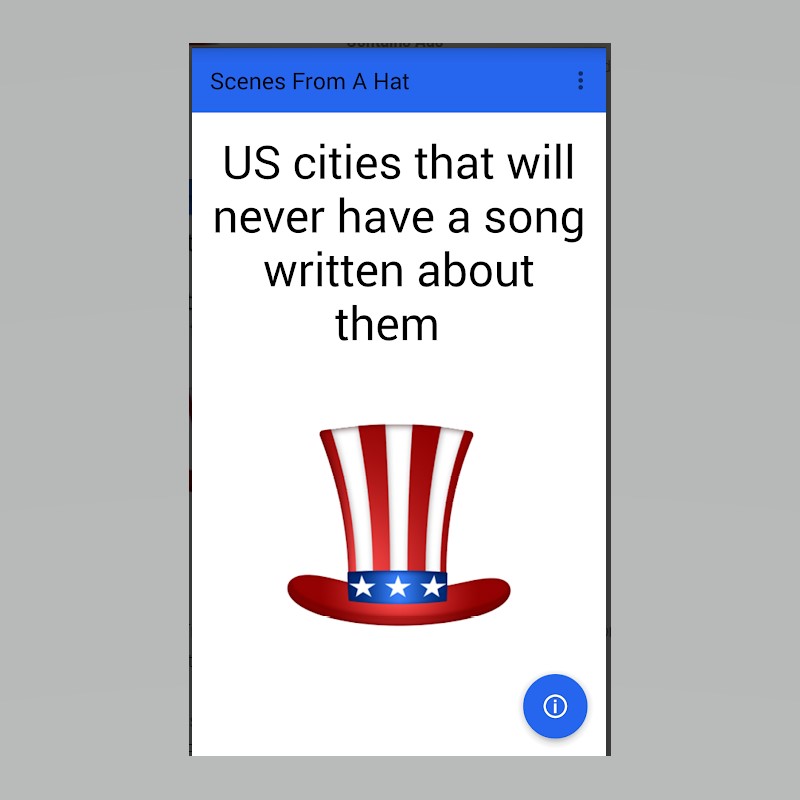 Scenes From A Hat
US cities that will
never have a song
written about
them